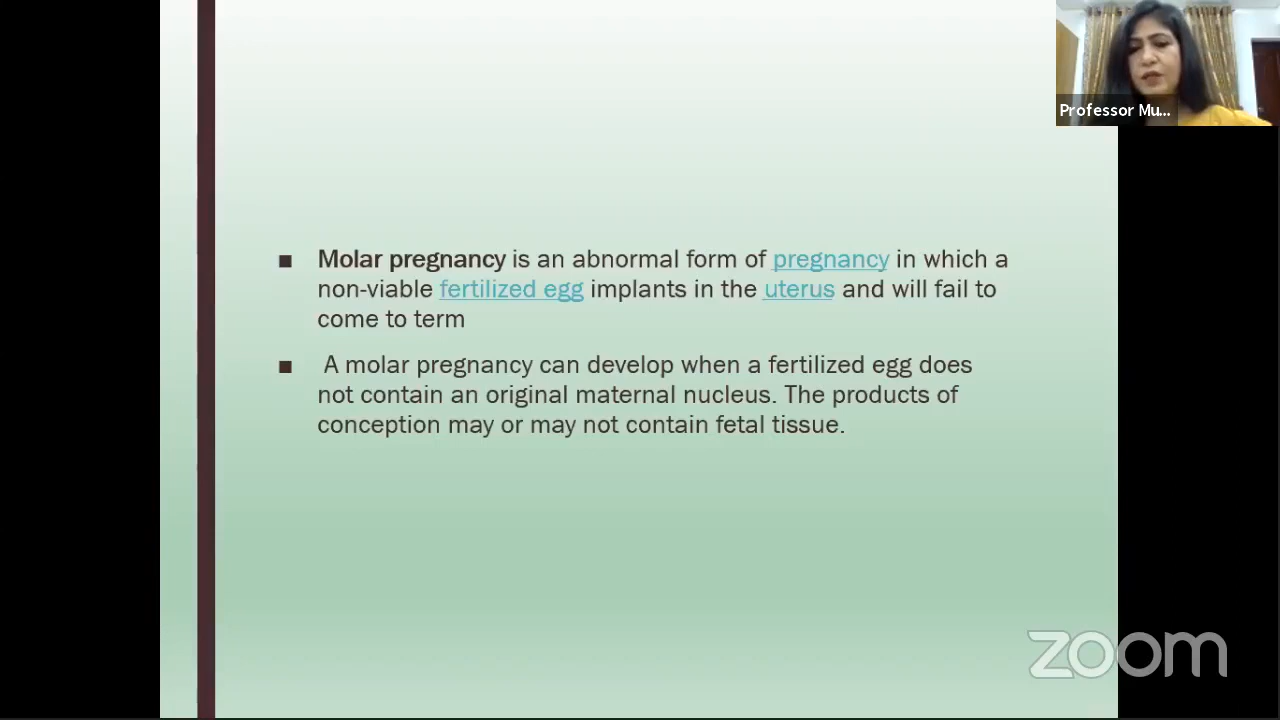 Professor Mu...
■ Molar pregnancy is an abnormal form of pregnancy in which a
non-viable fertilized egg implants in the uterus and will fail to
come to term
■ A molar pregnancy can develop when a fertilized egg does
not contain an original maternal nucleus. The products of
conception may or may not contain fetal tissue.
zoom